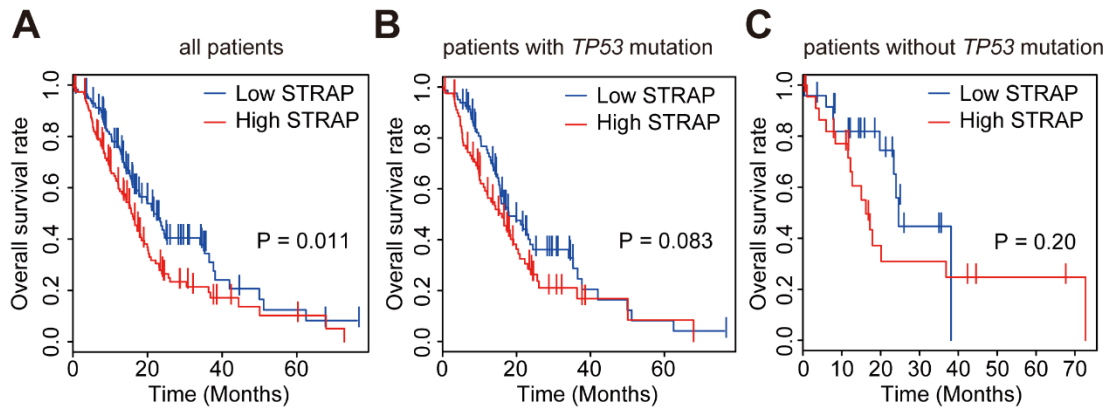 A
all patients
Overall survival rate
0.0 0.2 0.4 0.6 0.8 1.0
Low STRAP
High STRAP
P = 0.011
0 20 40 60
Time (Months)
B
patients with TP53 mutation
Overall survival rate
0.0 0.2 0.4 0.6 0.8 1.0
Low STRAP
High STRAP
P = 0.083
0 20 40 60
Time (Months)
C
patients without TP53 mutation
Overall survival rate
0.0 0.2 0.4 0.6 0.8 1.0
Low STRAP
High STRAP
P = 0.20
0 10 20 30 40 50 60 70
Time (Months)